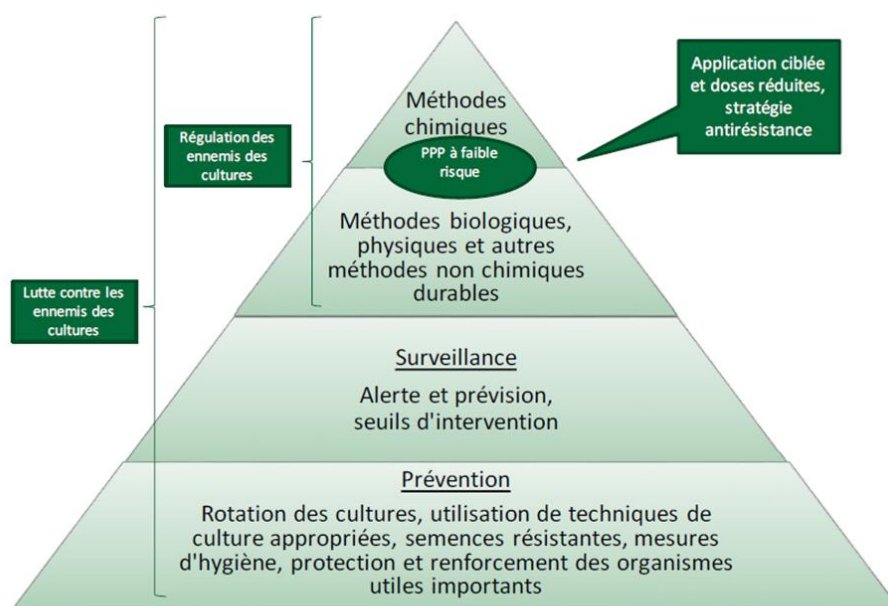 Méthodes
chimiques
PPP à faible
risque
Application ciblée
et doses réduites,
stratégie
antirésistance
Régulation des
ennemis des
cultures
Méthodes biologiques,
physiques et autres
méthodes non chimiques
durables
Lutte contre les
ennemis des
cultures
Surveillance
Alerte et prévision,
seuils d'intervention
Prévention
Rotation des cultures, utilisation de techniques de
culture appropriées, semences résistantes, mesures
d'hygiène, protection et renforcement des organismes
utiles importants